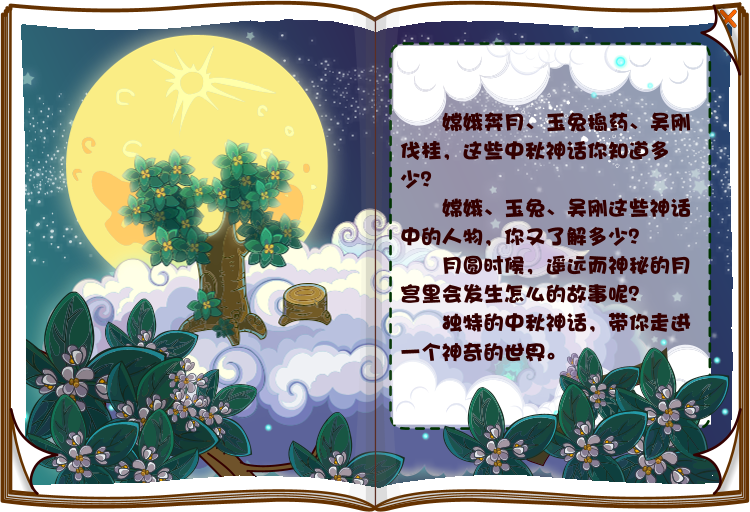 嫦娥奔月、玉兔捣药、吴刚
伐桂，这些中秋神话你知道多
少？
嫦娥、玉兔、吴刚这些神话
中的人物，你又了解多少？
月圆时候，遥远而神秘的月
宫里会发生怎么的故事呢？
独特的中秋神话，带你走进
一个神奇的世界。